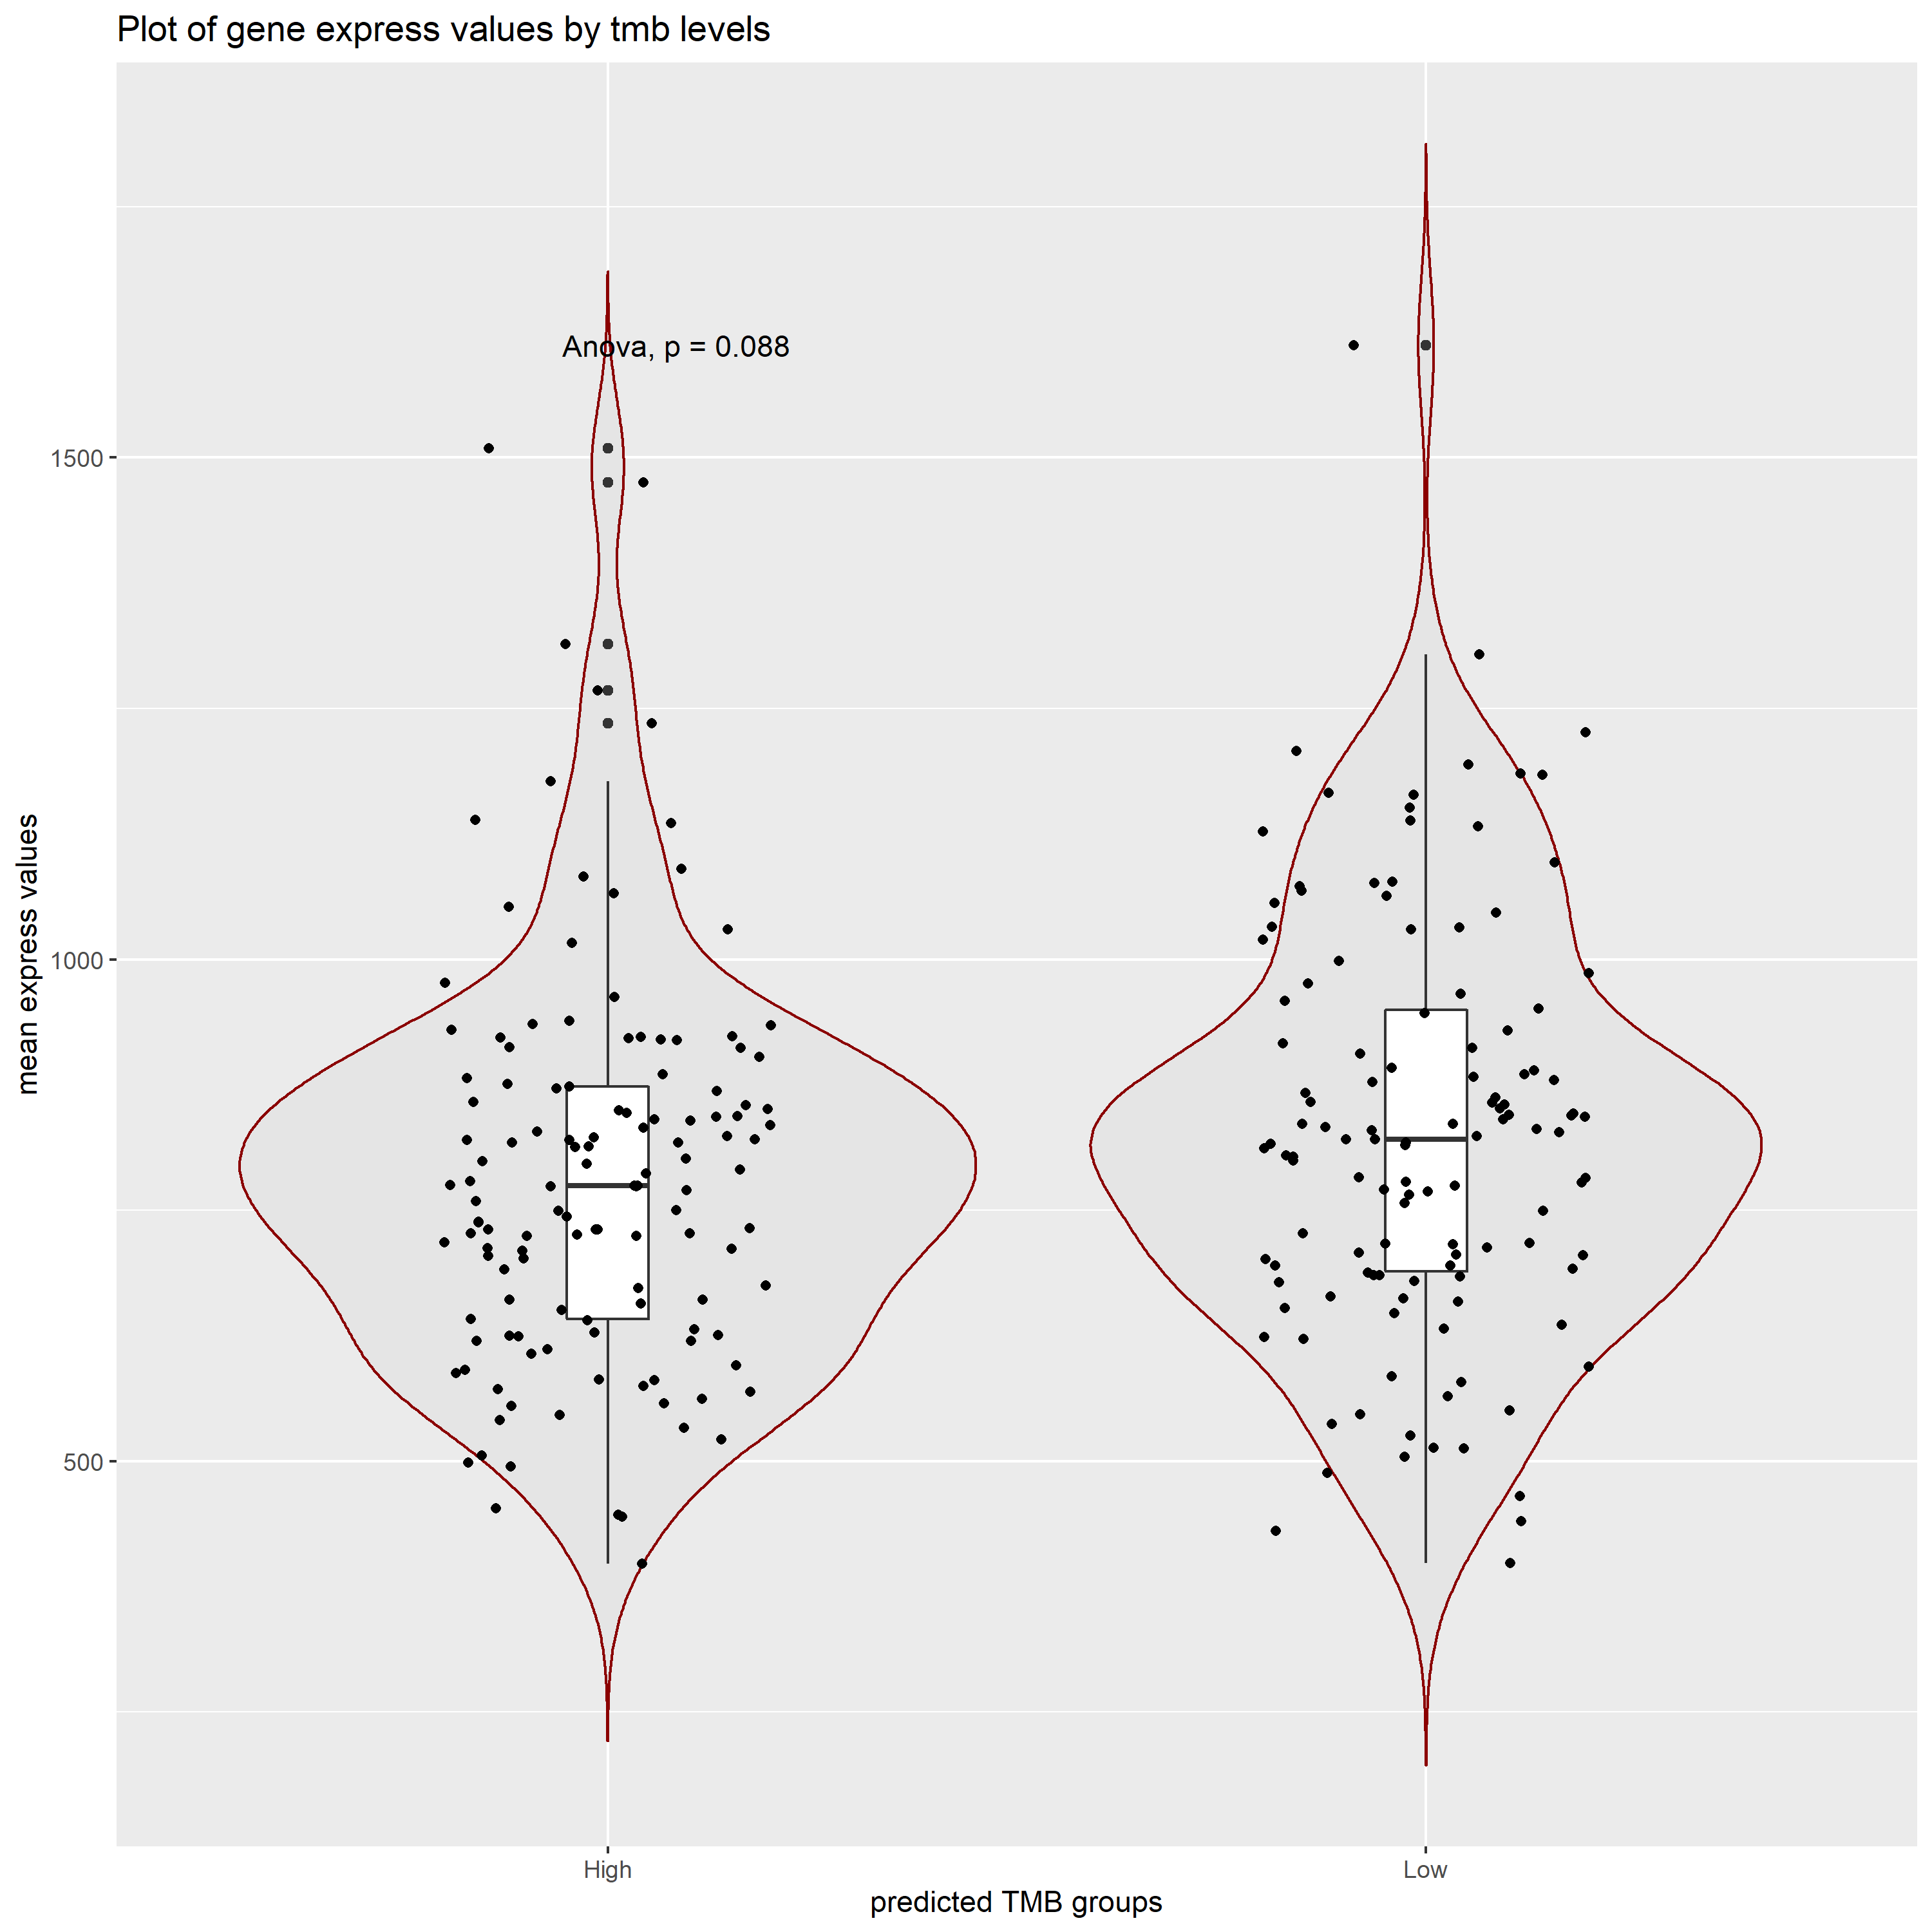 Plot of gene express values by tmb levels
Anova, p = 0.088
1500
1000
500
mean express values
High
Low
predicted TMB groups